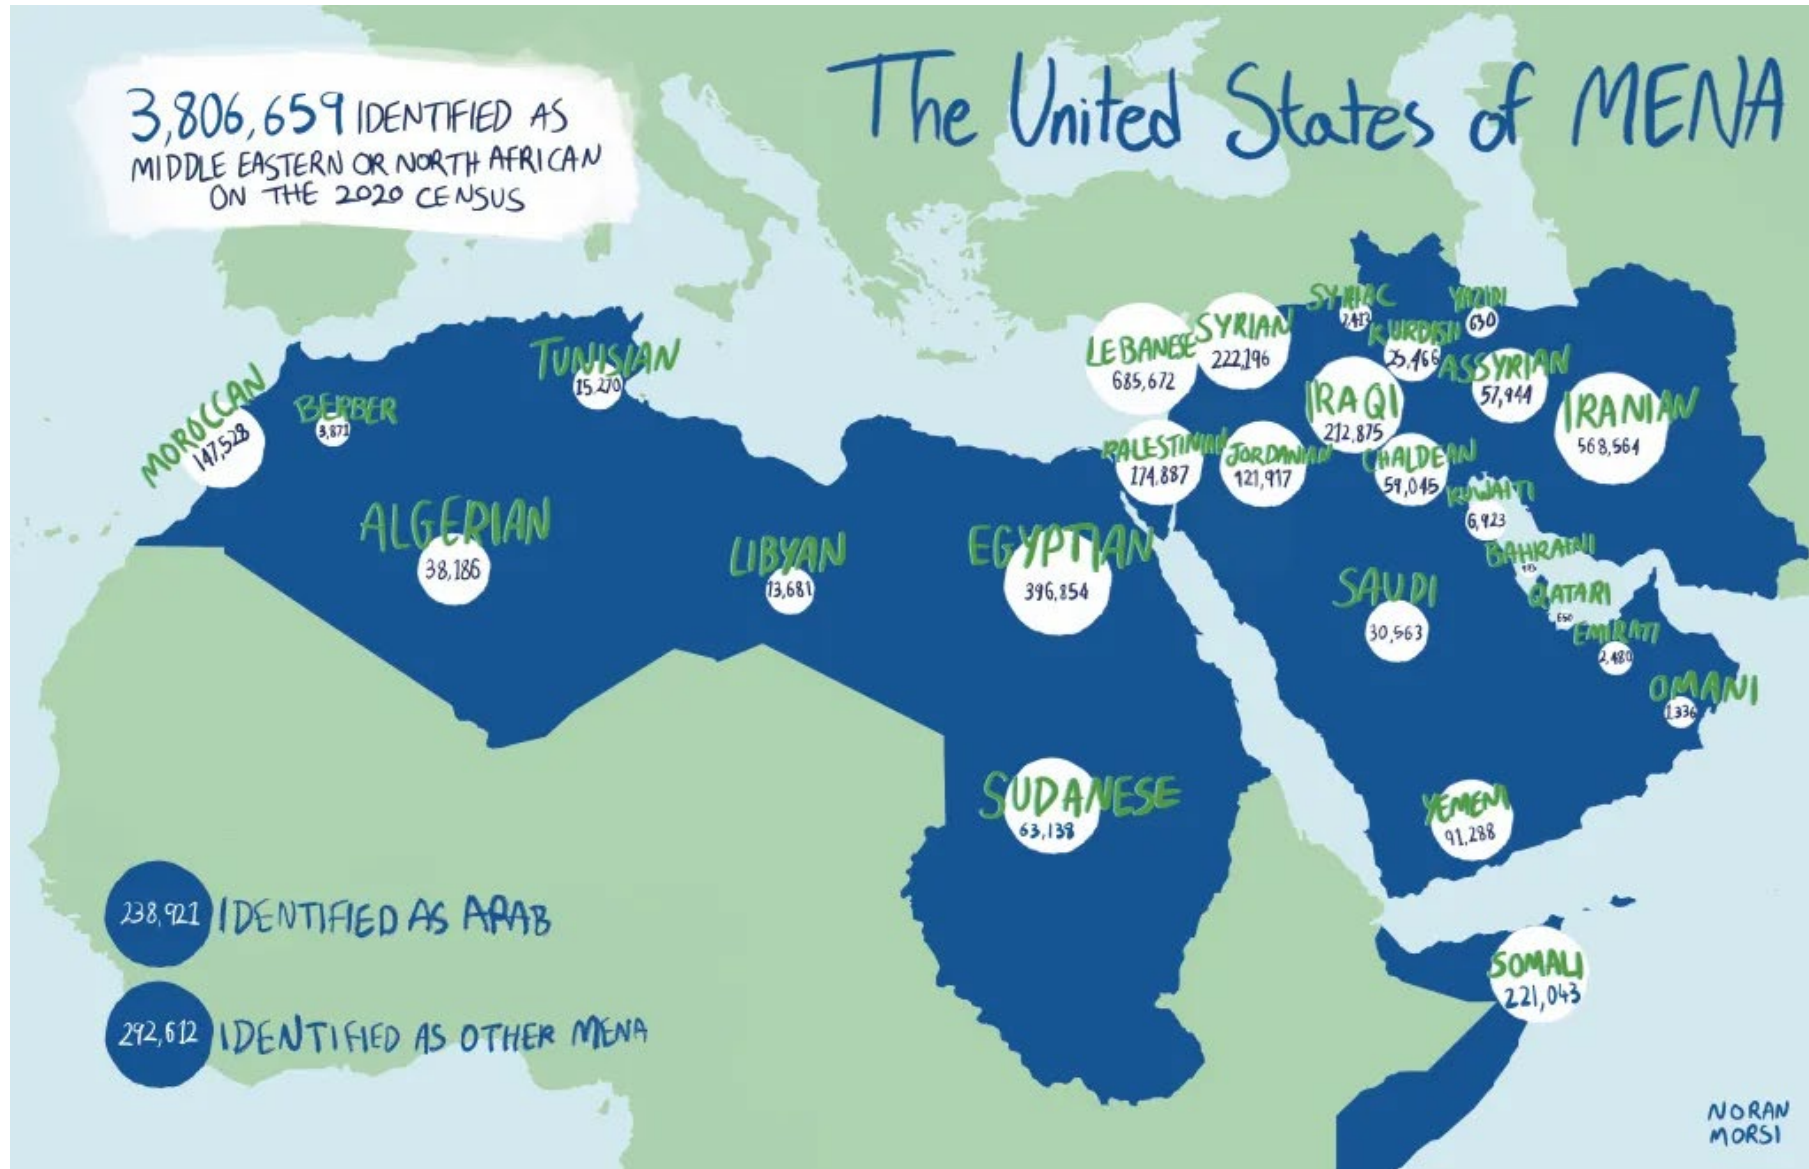 The United States of MENA
3,806,659 IDENTIFIED AS
MIDDLE EASTERN OR NORTH AFRICAN
ON THE 2020 CENSUS
MOROCCAN
147,528
BERBER
3,871
TUNISIAN
15,270
ALGERIAN
38,186
LIBYAN
13,681
EGYPTIAN
396,854
SUDANESE
63,138
LEBANESE
685,672
SYRIAN
222,196
SYRIAC
KURDISH
25,466
YAZIDI
630
ASSYRIAN
57,944
IRAQI
212,875
IRANIAN
568,564
PALESTINIAN
174,887
JORDANIAN
121,917
CHALDEAN
59,045
KUWAITI
6,923
BAHRAINI
QATARI
EMIRATI
2,480
SAUDI
30,563
OMANI
1,336
YEMENI
91,288
SOMALI
221,043
238,921 IDENTIFIED AS ARAB
292,612 IDENTIFIED AS OTHER MENA
NORAN
MORSI